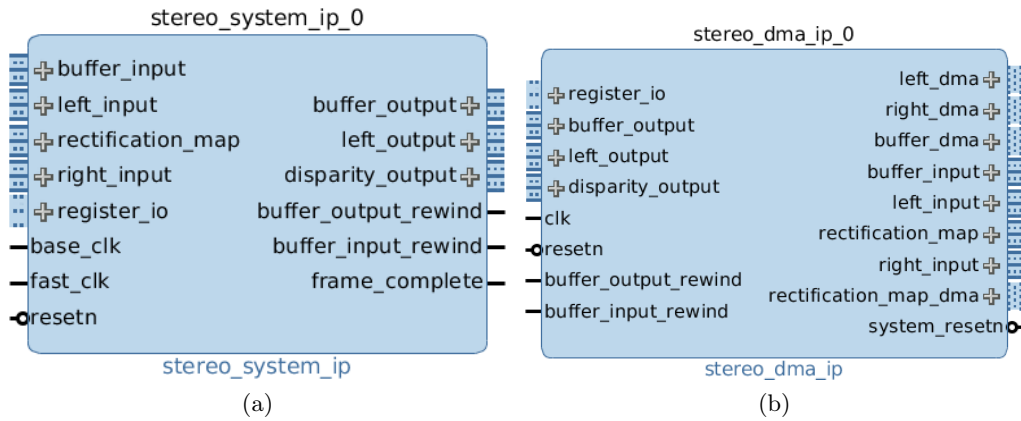 stereo_system_ip_0
buffer_input
left_input
rectification_map
right_input
register_io
base_clk
fast_clk
resetn
buffer_output
left_output
disparity_output
buffer_output_rewind
buffer_input_rewind
frame_complete
stereo_system_ip
(a)
stereo_dma_ip_0
register_io
buffer_output
left_output
disparity_output
clk
resetn
buffer_output_rewind
buffer_input_rewind
left_dma
right_dma
buffer_dma
buffer_input
left_input
rectification_map
right_input
rectification_map_dma
system_resetn
stereo_dma_ip
(b)